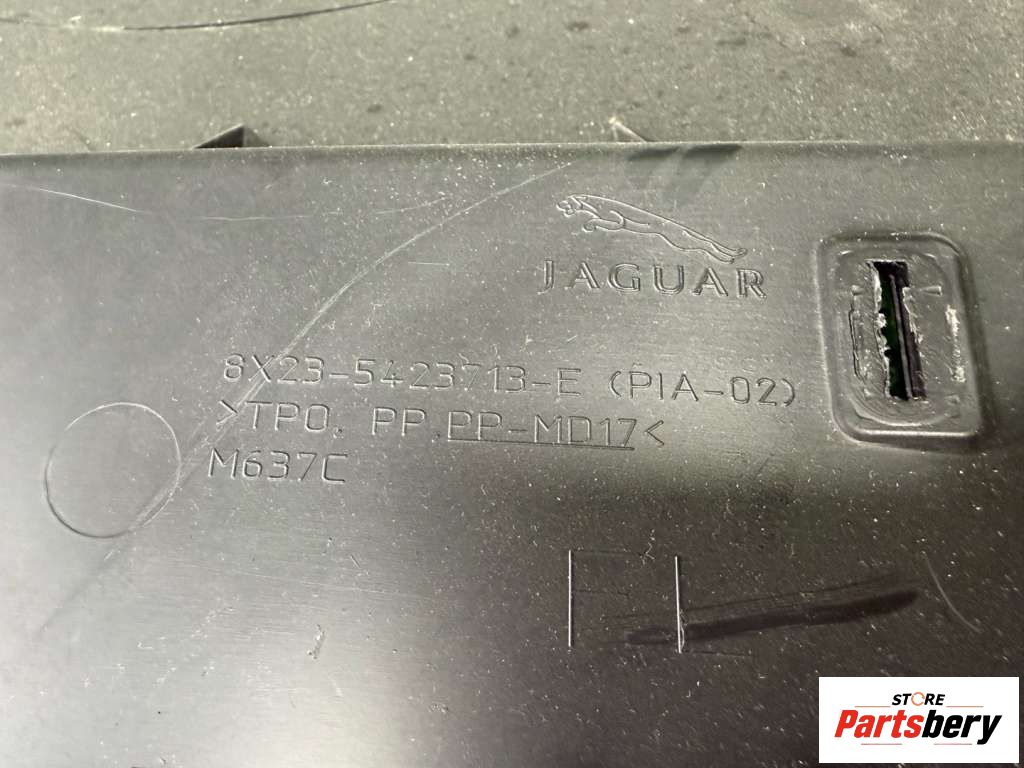 JAGUAR
8X23-5423713-E (PIA-02)
>TPO. PP.PP-MD17<
M637C
STORE
Partsbery